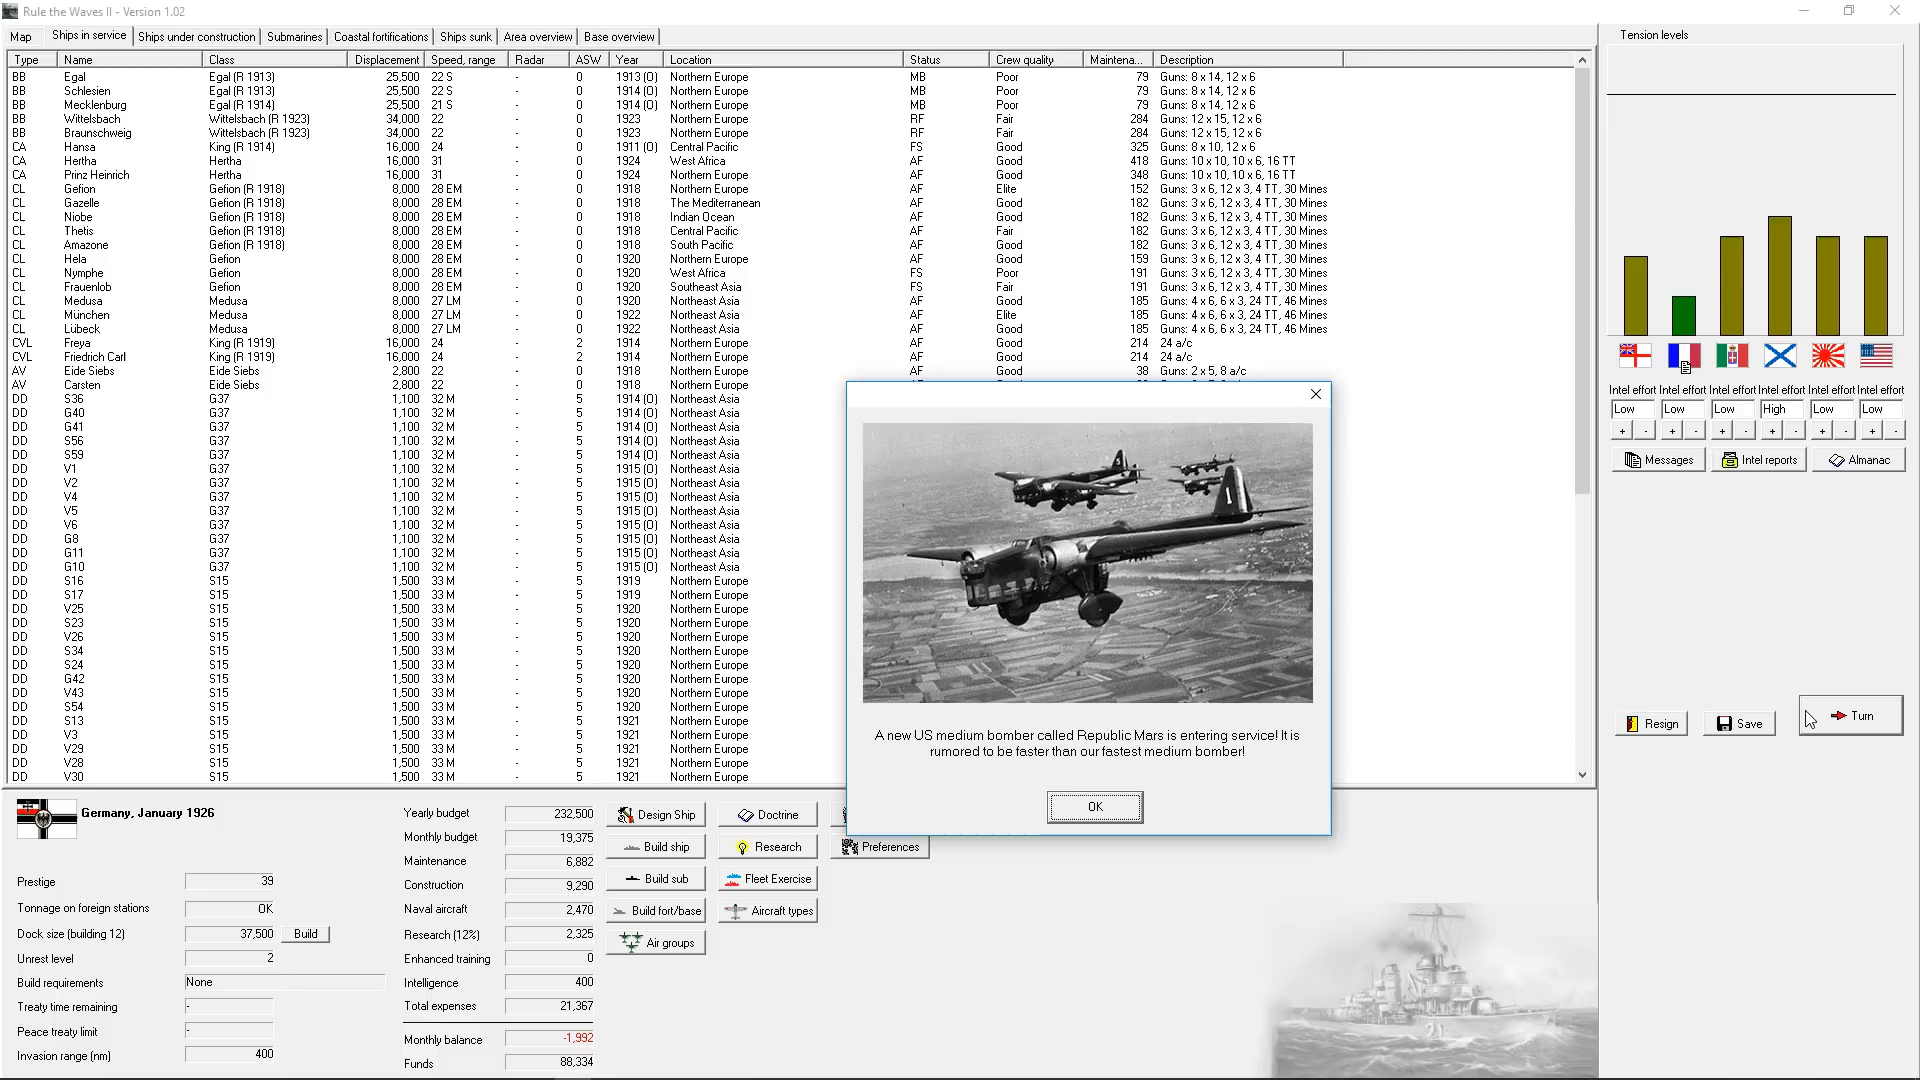 Rule the Waves II - Version 1.02
Map Ships in service Ships under construction Submarines Coastal fortifications Ships sunk Area overview Base overview
Type Name Class Displacement Speed, range Radar ASW Year Location Status Crew quality Maintena... Description
BB Egal Egal (R 1913) 25,500 22 S - 0 1913 (O) Northern Europe MB Poor 79 Guns: 8 x 14, 12 x 6
BB Schlesien Egal (R 1913) 25,500 22 S - 0 1914 (O) Northern Europe MB Poor 79 Guns: 8 x 14, 12 x 6
BB Mecklenburg Egal (R 1914) 25,500 21 S - 0 1914 (O) Northern Europe MB Poor 79 Guns: 8 x 14, 12 x 6
BB Wittelsbach Wittelsbach (R 1923) 34,000 22 - 0 1923 Northern Europe RF Fair 284 Guns: 12 x 15, 12 x 6
BB Braunschweig Wittelsbach (R 1923) 34,000 22 - 0 1923 Northern Europe RF Fair 284 Guns: 12 x 15, 12 x 6
CA Hansa King (R 1914) 16,000 24 - 0 1911 (O) Central Pacific FS Good 325 Guns: 8 x 10, 12 x 6
CA Hertha Hertha 16,000 31 - 0 1924 West Africa AF Good 418 Guns: 10 x 10, 10 x 6, 16 TT
CA Prinz Heinrich Hertha 16,000 31 - 0 1924 Northern Europe AF Good 348 Guns: 10 x 10, 10 x 6, 16 TT
CL Gefion Gefion (R 1918) 8,000 28 EM - 0 1918 Northern Europe AF Elite 152 Guns: 3 x 6, 12 x 3, 4 TT, 30 Mines
CL Gazelle Gefion (R 1918) 8,000 28 EM - 0 1918 The Mediterranean AF Good 182 Guns: 3 x 6, 12 x 3, 4 TT, 30 Mines
CL Niobe Gefion (R 1918) 8,000 28 EM - 0 1918 Indian Ocean AF Good 182 Guns: 3 x 6, 12 x 3, 4 TT, 30 Mines
CL Thetis Gefion (R 1918) 8,000 28 EM - 0 1918 Central Pacific AF Fair 182 Guns: 3 x 6, 12 x 3, 4 TT, 30 Mines
CL Amazone Gefion (R 1918) 8,000 28 EM - 0 1918 South Pacific AF Good 182 Guns: 3 x 6, 12 x 3, 4 TT, 30 Mines
CL Hela Gefion 8,000 28 EM - 0 1920 Northern Europe AF Good 159 Guns: 3 x 6, 12 x 3, 4 TT, 30 Mines
CL Nymphe Gefion 8,000 28 EM - 0 1920 West Africa FS Poor 191 Guns: 3 x 6, 12 x 3, 4 TT, 30 Mines
CL Frauenlob Gefion 8,000 28 EM - 0 1920 Southeast Asia FS Fair 191 Guns: 3 x 6, 12 x 3, 4 TT, 30 Mines
CL Medusa Medusa 8,000 27 LM - 0 1922 Northeast Asia AF Good 185 Guns: 4 x 6, 6 x 3, 24 TT, 46 Mines
CL München Medusa 8,000 27 LM - 0 1922 Northeast Asia AF Elite 185 Guns: 4 x 6, 6 x 3, 24 TT, 46 Mines
CL Lübeck Medusa 8,000 27 LM - 0 1922 Northeast Asia AF Good 185 Guns: 4 x 6, 6 x 3, 24 TT, 46 Mines
CVL Freya King (R 1919) 16,000 24 - 2 1914 Northern Europe AF Good 214 24 a/c
CVL Friedrich Carl King (R 1919) 16,000 24 - 2 1914 Northern Europe AF Good 214 24 a/c
AV Eide Siebs Eide Siebs 2,800 22 - 0 1918 Northern Europe AF Good 38 Guns: 2 x 5, 8 a/c
AV Carsten Eide Siebs 2,800 22 - 0 1918 Northern Europe
DD S36 G37 1,100 32 M - 5 1914 (O) Northeast Asia
DD G40 G37 1,100 32 M - 5 1914 (O) Northeast Asia
DD G41 G37 1,100 32 M - 5 1914 (O) Northeast Asia
DD S56 G37 1,100 32 M - 5 1914 (O) Northeast Asia
DD S59 G37 1,100 32 M - 5 1914 (O) Northeast Asia
DD V1 G37 1,100 32 M - 5 1915 (O) Northeast Asia
DD V2 G37 1,100 32 M - 5 1915 (O) Northeast Asia
DD V4 G37 1,100 32 M - 5 1915 (O) Northeast Asia
DD V5 G37 1,100 32 M - 5 1915 (O) Northeast Asia
DD V6 G37 1,100 32 M - 5 1915 (O) Northeast Asia
DD G8 G37 1,100 32 M - 5 1915 (O) Northeast Asia
DD G11 G37 1,100 32 M - 5 1915 (O) Northeast Asia
DD G10 G37 1,100 32 M - 5 1915 (O) Northeast Asia
DD S16 S15 1,500 33 M - 5 1919 Northern Europe
DD S17 S15 1,500 33 M - 5 1919 Northern Europe
DD V25 S15 1,500 33 M - 5 1920 Northern Europe
DD S23 S15 1,500 33 M - 5 1920 Northern Europe
DD V26 S15 1,500 33 M - 5 1920 Northern Europe
DD S34 S15 1,500 33 M - 5 1920 Northern Europe
DD S24 S15 1,500 33 M - 5 1920 Northern Europe
DD G42 S15 1,500 33 M - 5 1920 Northern Europe
DD V43 S15 1,500 33 M - 5 1920 Northern Europe
DD S54 S15 1,500 33 M - 5 1920 Northern Europe
DD S13 S15 1,500 33 M - 5 1921 Northern Europe
DD V3 S15 1,500 33 M - 5 1921 Northern Europe
DD V29 S15 1,500 33 M - 5 1921 Northern Europe
DD V28 S15 1,500 33 M - 5 1921 Northern Europe
DD V30 S15 1,500 33 M - 5 1921 Northern Europe
1
A new US medium bomber called Republic Mars is entering service! It is
rumored to be faster than our fastest medium bomber!
OK
Tension levels
Intel effort Intel effort Intel effort Intel effort Intel effort Intel effort
Low Low Low High Low Low
+ - + - + - + - + - + -
Messages Intel reports Almanac
Resign Save Turn
Germany, January 1926
Prestige 39
Tonnage on foreign stations OK
Dock size (building 12) 37,500 Build
Unrest level 2
Build requirements None
Treaty time remaining -
Peace treaty limit -
Invasion range (nm) 400
Yearly budget 232,500
Monthly budget 19,375
Maintenance 6,882
Construction 9,290
Naval aircraft 2,470
Research (12%) 2,325
Enhanced training 0
Intelligence 400
Total expenses 21,367
Monthly balance -1,992
Funds 88,334
Design Ship Doctrine
Build ship Research Preferences
Build sub Fleet Exercise
Build fort/base Aircraft types
Air groups